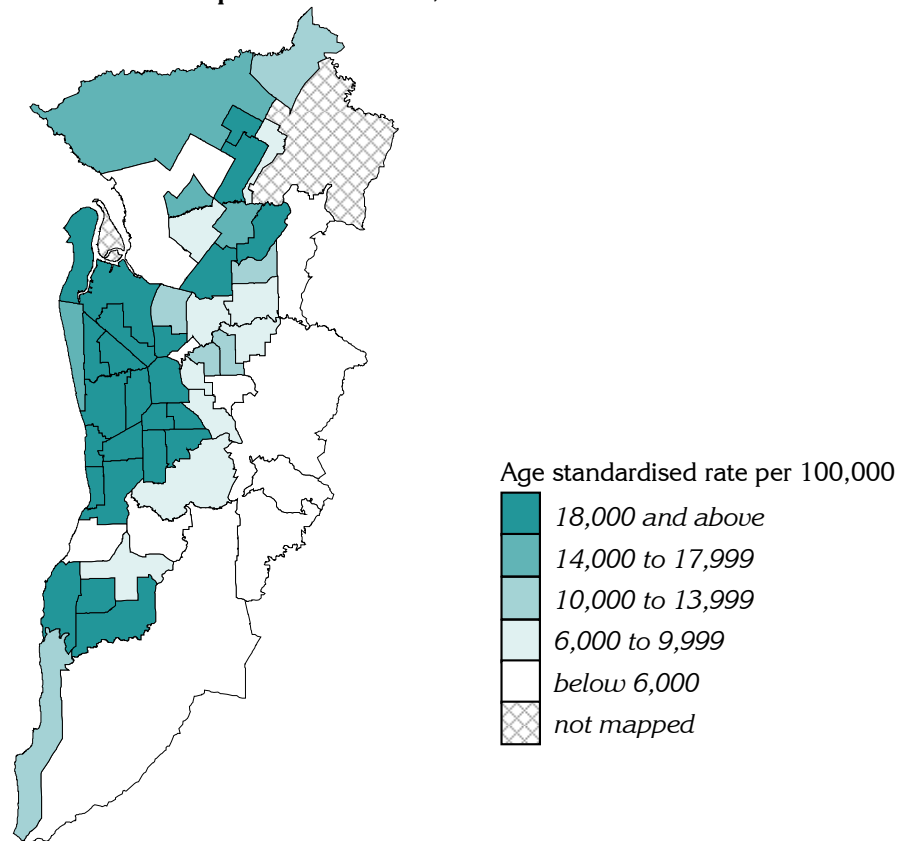 Age standardised rate per 100,000
18,000 and above
14,000 to 17,999
10,000 to 13,999
6,000 to 9,999
below 6,000
not mapped